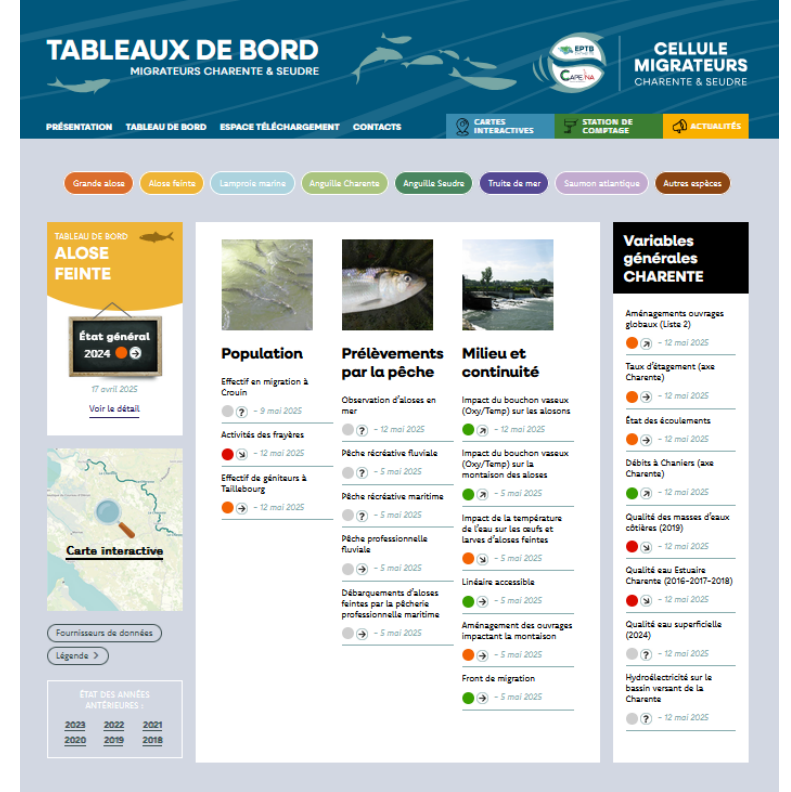 TABLEAUX DE BORD
MIGRATEURS CHARENTE & SEUDRE
EPTB
CAPENA
CELLULE
MIGRATEURS
CHARENTE & SEUDRE
PRÉSENTATION TABLEAU DE BORD ESPACE TÉLÉCHARGEMENT CONTACTS
CARTES
INTERACTIVES
STATION DE
COMPTAGE
ACTUALITÉS
Grande alose Alose feinte Lamproie marine Anguille Charente Anguille Seudre Truite de mer Saumon atlantique Autres espèces
TABLEAU DE BORD
ALOSE
FEINTE
État général
2024
17 avril 2025
Voir le détail
Carte interactive
Fournisseurs de données
Légende >
ÉTAT DES ANNÉES
ANTÉRIEURES :
2023 2022 2021
2020 2019 2018
Population
Effectif en migration à
Crouin
? - 9 mai 2025
Activités des frayères
- 12 mai 2025
Effectif de géniteurs à
Taillebourg
- 12 mai 2025
Prélèvements
par la pêche
Observation d'aloses en
mer
? - 12 mai 2025
Pêche récréative fluviale
? - 5 mai 2025
Pêche récréative maritime
? - 5 mai 2025
Pêche professionnelle
fluviale
- 5 mai 2025
Débarquements d'aloses
feintes par la pêcherie
professionnelle maritime
- 5 mai 2025
Milieu et
continuité
Impact du bouchon vaseux
(Oxy/Temp) sur les alosons
- 12 mai 2025
Impact du bouchon vaseux
(Oxy/Temp) sur la
montaison des aloses
- 5 mai 2025
Impact de la température
de l'eau sur les œufs et
larves d'aloses feintes
- 5 mai 2025
Linéaire accessible
- 5 mai 2025
Aménagement des ouvrages
impactant la montaison
- 5 mai 2025
Front de migration
- 5 mai 2025
Variables
générales
CHARENTE
Aménagements ouvrages
globaux (Liste 2)
- 12 mai 2025
Taux d'étagement (axe
Charente)
- 12 mai 2025
État des écoulements
- 12 mai 2025
Débits à Chaniers (axe
Charente)
- 12 mai 2025
Qualité des masses d'eaux
côtières (2019)
- 12 mai 2025
Qualité eau Estuaire
Charente (2016-2017-2018)
- 12 mai 2025
Qualité eau superficielle
(2024)
? - 12 mai 2025
Hydroélectricité sur le
bassin versant de la
Charente
? - 12 mai 2025